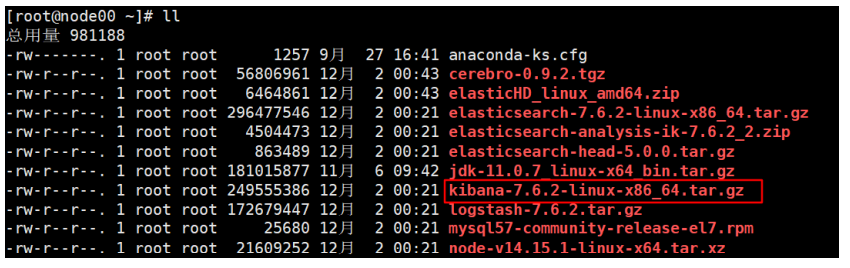 [root@node00 ~]# ll
总用量 981188
-rw-------. 1 root root      1257 9月  27 16:41 anaconda-ks.cfg
-rw-r--r--. 1 root root  56806961 12月  2 00:43 cerebro-0.9.2.tgz
-rw-r--r--. 1 root root   6464861 12月  2 00:43 elasticHD_linux_amd64.zip
-rw-r--r--. 1 root root 296477546 12月  2 00:21 elasticsearch-7.6.2-linux-x86_64.tar.gz
-rw-r--r--. 1 root root   4504473 12月  2 00:21 elasticsearch-analysis-ik-7.6.2_2.zip
-rw-r--r--. 1 root root    863489 12月  2 00:21 elasticsearch-head-5.0.0.tar.gz
-rw-r--r--. 1 root root 181015877 11月  6 09:42 jdk-11.0.7_linux-x64_bin.tar.gz
-rw-r--r--. 1 root root 249555386 12月  2 00:21 kibana-7.6.2-linux-x86_64.tar.gz
-rw-r--r--. 1 root root 172679447 12月  2 00:21 logstash-7.6.2.tar.gz
-rw-r--r--. 1 root root     25680 12月  2 00:21 mysql57-community-release-el7.rpm
-rw-r--r--. 1 root root  21609252 12月  2 00:21 node-v14.15.1-linux-x64.tar.xz